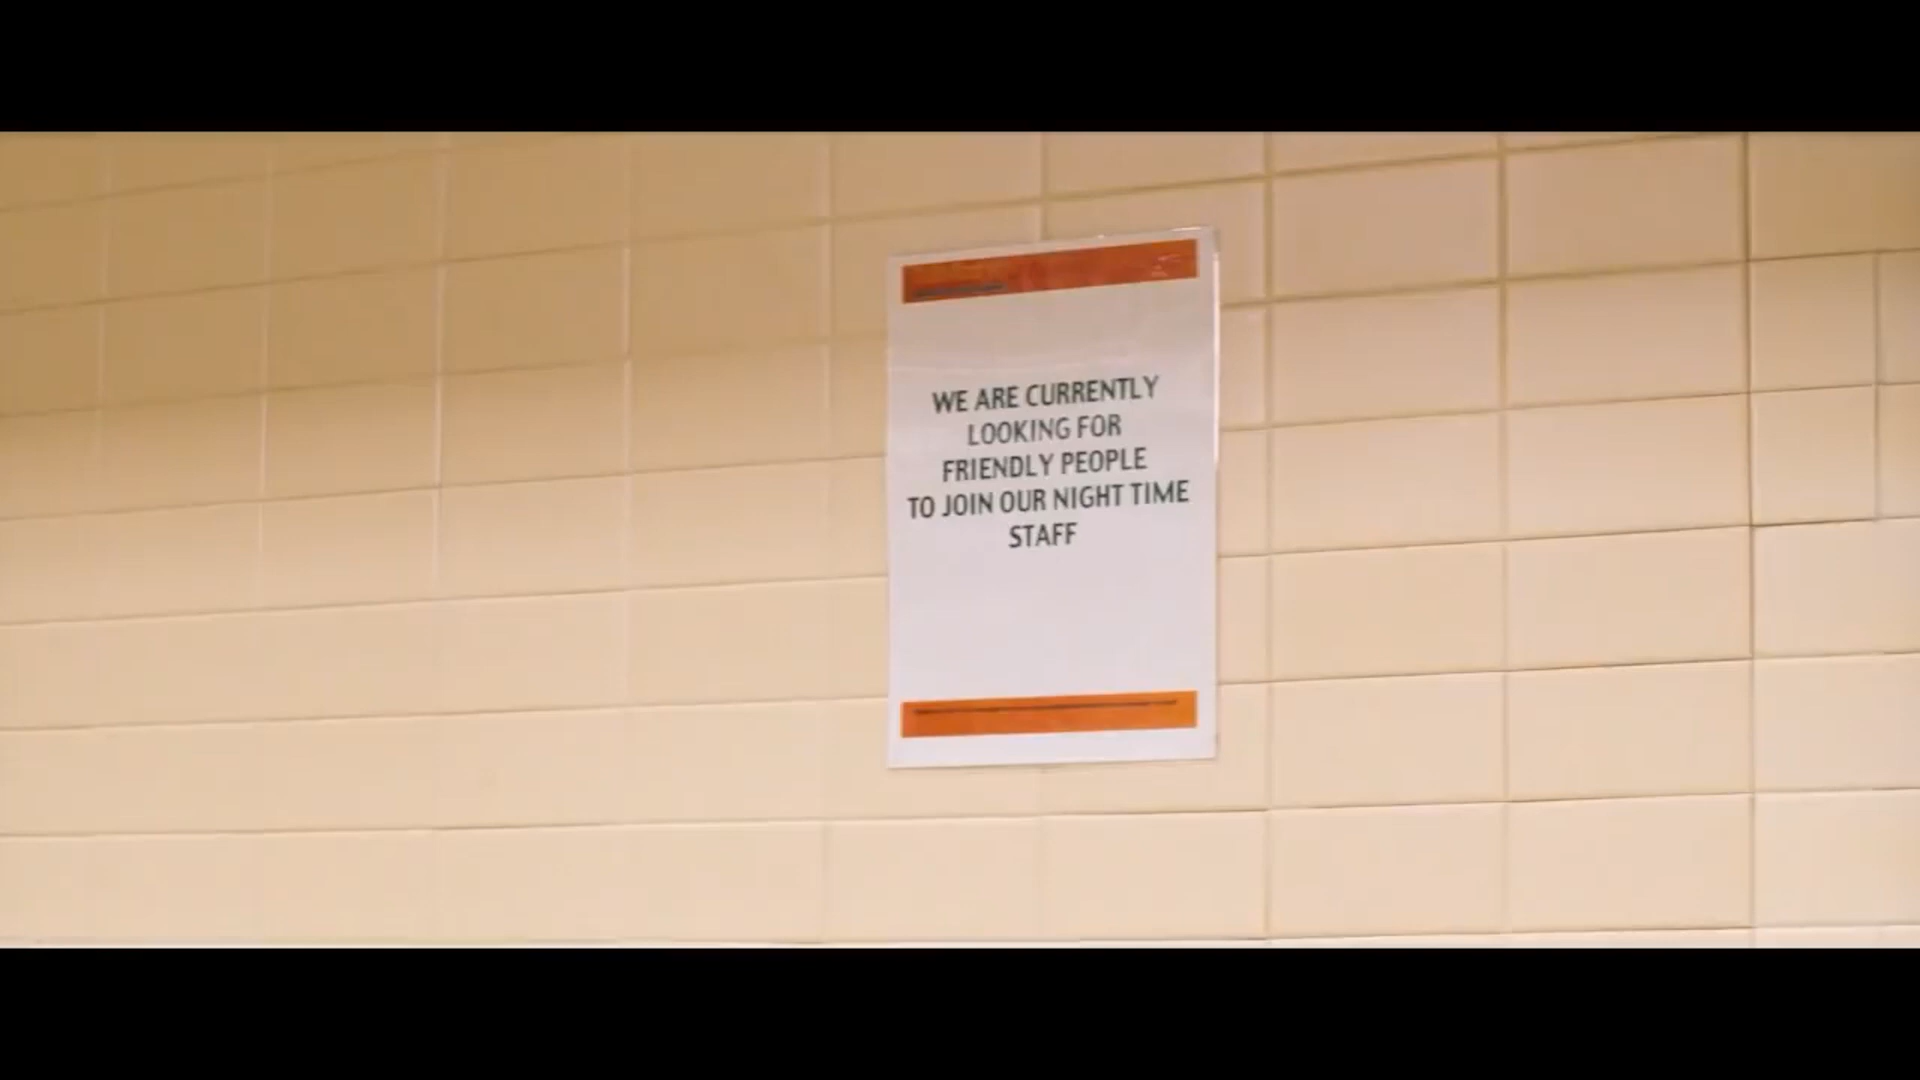 WE ARE CURRENTLY
LOOKING FOR
FRIENDLY PEOPLE
TO JOIN OUR NIGHT TIME
STAFF